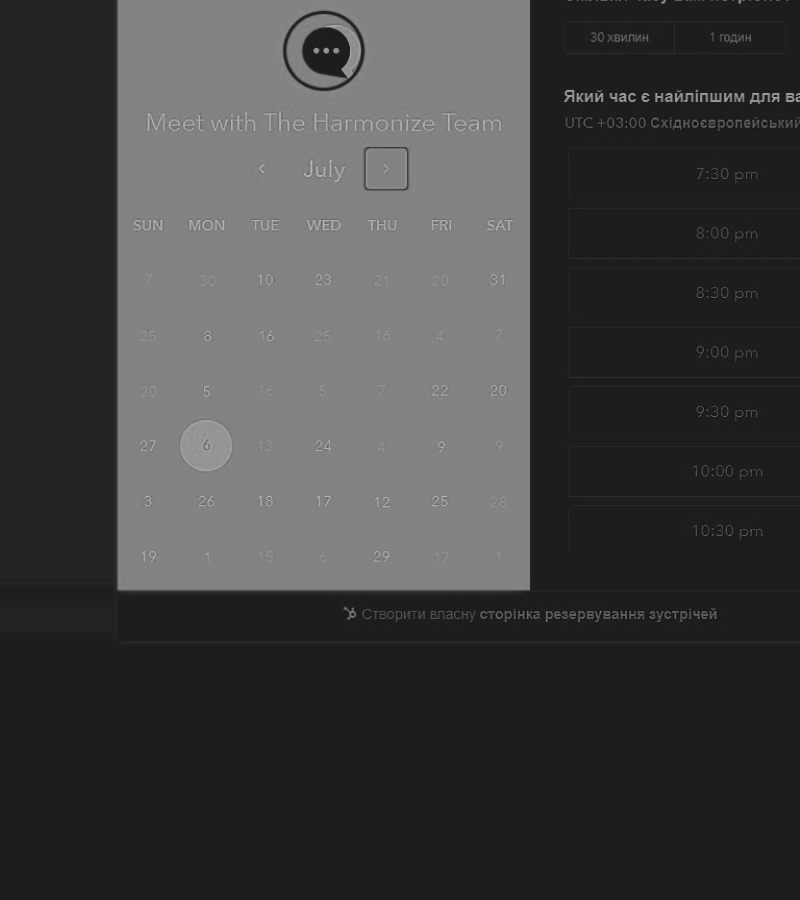 30 хвилин 1 годин
Meet with The Harmonize Team
July
Який час є найліпшим для
UTC +03:00 Східноєвропейський
SUN MON TUE WED THU FRI SAT
7 30 10 23 21 20 31
25 8 16 25 16 4 7
20 5 16 5 7 22 20
27 6 13 24 4 9 9
3 26 18 17 12 25 28
19 1 15 6 29 17 1
7:30 pm
8:00 pm
8:30 pm
9:00 pm
9:30 pm
10:00 pm
10:30 pm
Створити власну сторінка резервування зустрічей